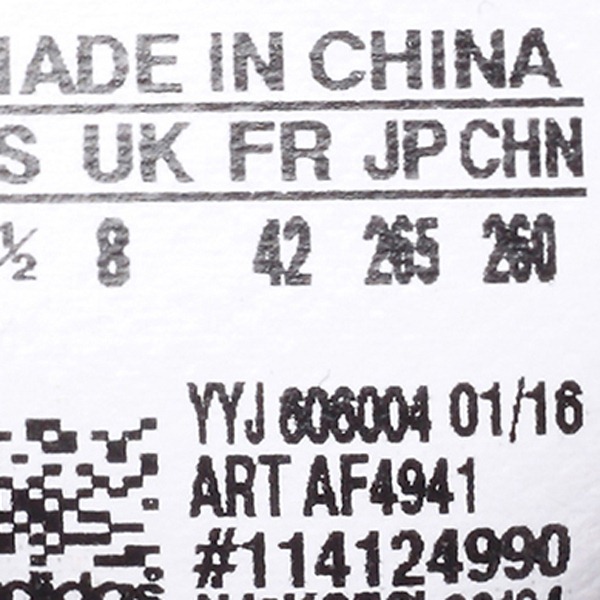 MADE IN CHINA
S UK FR JP CHN
½ 8 42 265 260
YYJ 606004 01/16
ART AF4941
#114124990
adidas